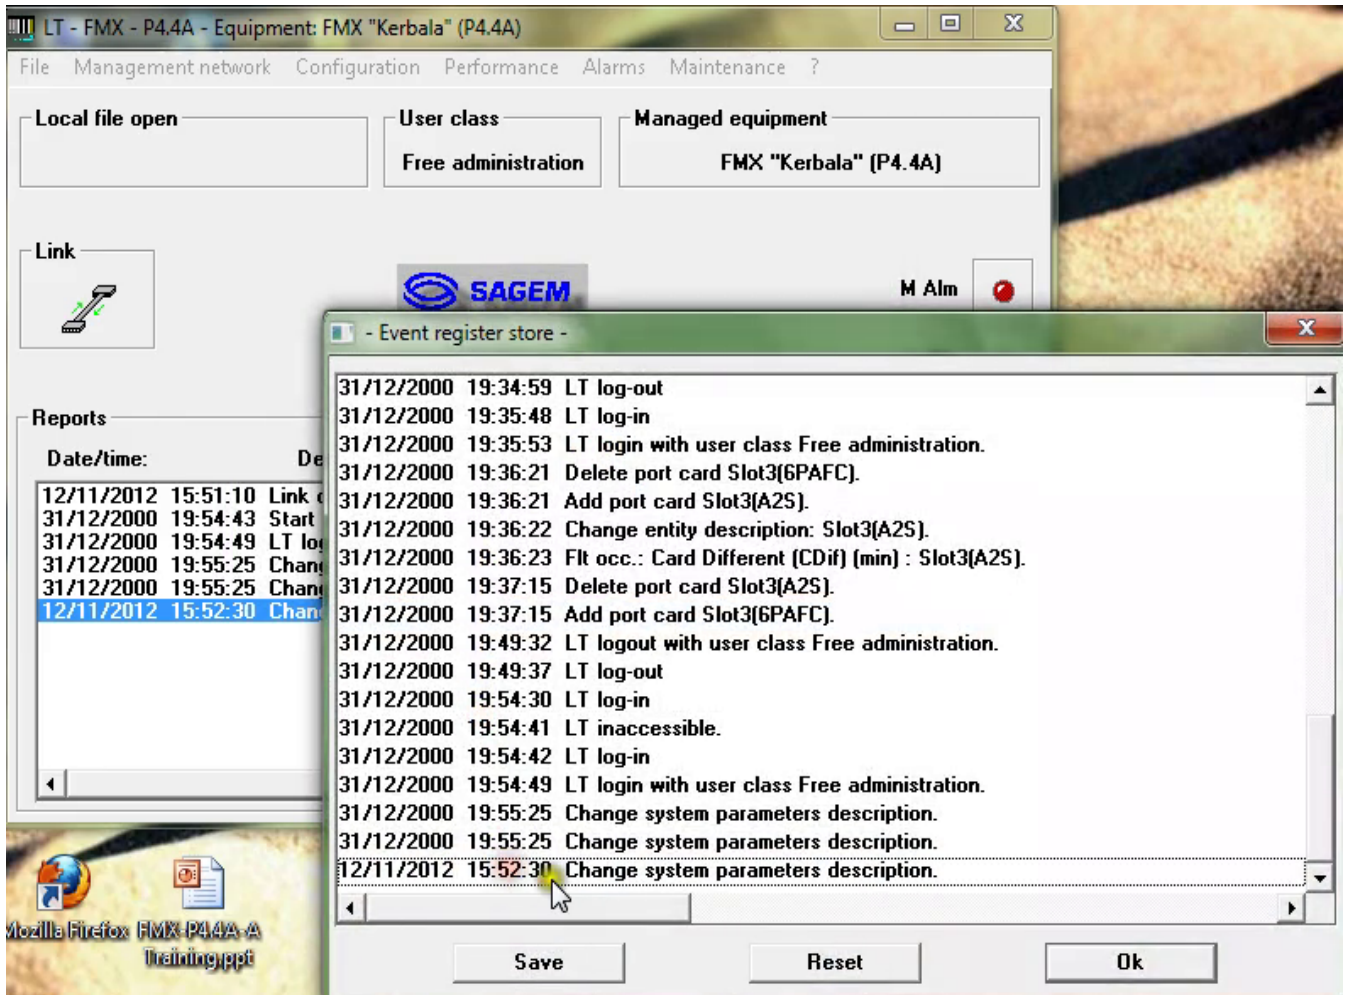 LT - FMX - P4.4A - Equipment: FMX "Kerbala" (P4.4A)
File Management network Configuration Performance Alarms Maintenance ?
Local file open
User class
Managed equipment
Free administration
FMX "Kerbala" (P4.4A)
Link
SAGEM
M Alm
- Event register store -
Reports
Date/time: De
12/11/2012 15:51:10 Link
31/12/2000 19:54:43 Start
31/12/2000 19:54:49 LT log
31/12/2000 19:55:25 Chang
31/12/2000 19:55:25 Chang
12/11/2012 15:52:30 Chan
31/12/2000 19:34:59 LT log-out
31/12/2000 19:35:48 LT log-in
31/12/2000 19:35:53 LT login with user class Free administration.
31/12/2000 19:36:21 Delete port card Slot3(6PAFC).
31/12/2000 19:36:21 Add port card Slot3(A2S).
31/12/2000 19:36:22 Change entity description: Slot3(A2S).
31/12/2000 19:36:23 Flt occ.: Card Different (CDif) (min) : Slot3(A2S).
31/12/2000 19:37:15 Delete port card Slot3(A2S).
31/12/2000 19:37:15 Add port card Slot3(6PAFC).
31/12/2000 19:49:32 LT logout with user class Free administration.
31/12/2000 19:49:37 LT log-out
31/12/2000 19:54:30 LT log-in
31/12/2000 19:54:41 LT inaccessible.
31/12/2000 19:54:42 LT log-in
31/12/2000 19:54:49 LT login with user class Free administration.
31/12/2000 19:55:25 Change system parameters description.
31/12/2000 19:55:25 Change system parameters description.
12/11/2012 15:52:30 Change system parameters description.
Mozilla Firefox
FMX-P4.4A-A
Training.ppt
Save
Reset
Ok